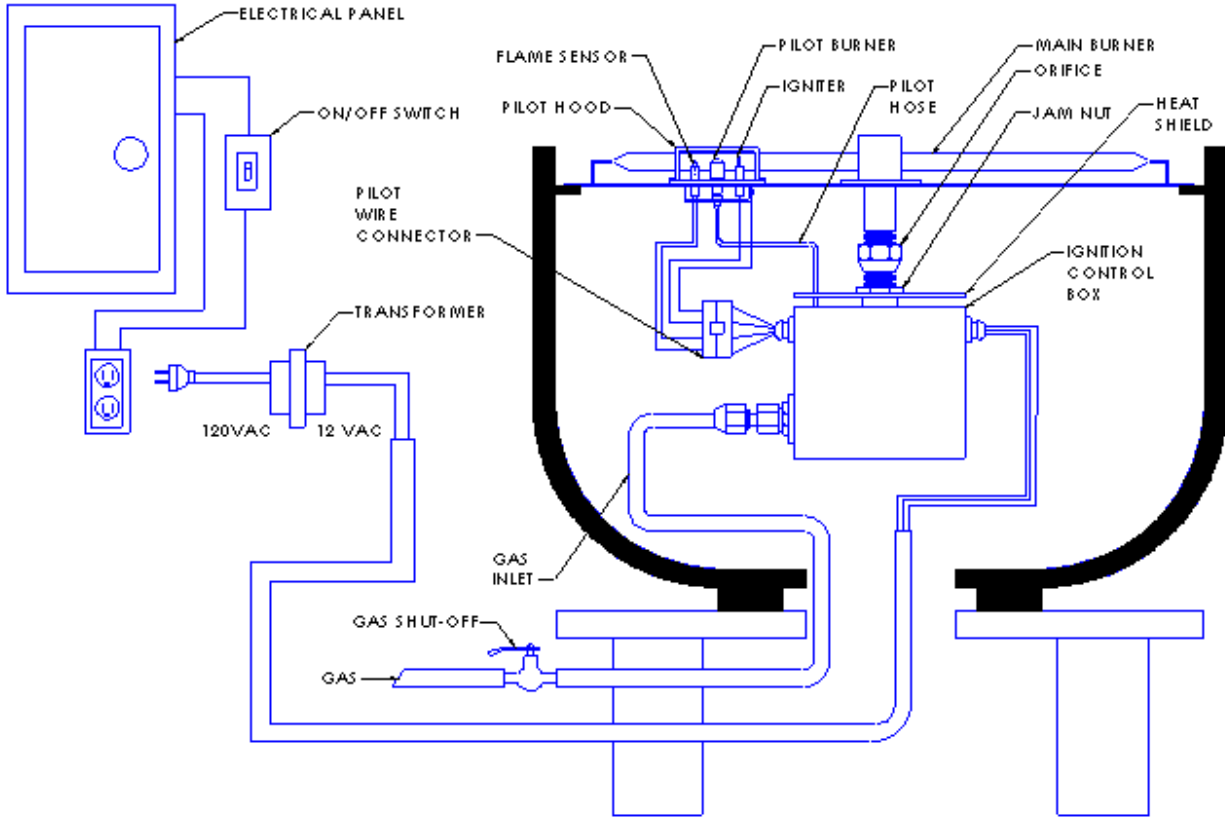 ELECTRICAL PANEL
ON/OFF SWITCH
FLAME SENSOR
PILOT HOOD
PILOT BURNER
IGNITER
PILOT
HOSE
MAIN BURNER
ORIFICE
JAM NUT
HEAT
SHIELD
PILOT
WIRE
CONNECTOR
IGNITION
CONTROL
BOX
TRANSFORMER
120VAC
12 VAC
GAS
INLET
GAS SHUT-OFF
GAS